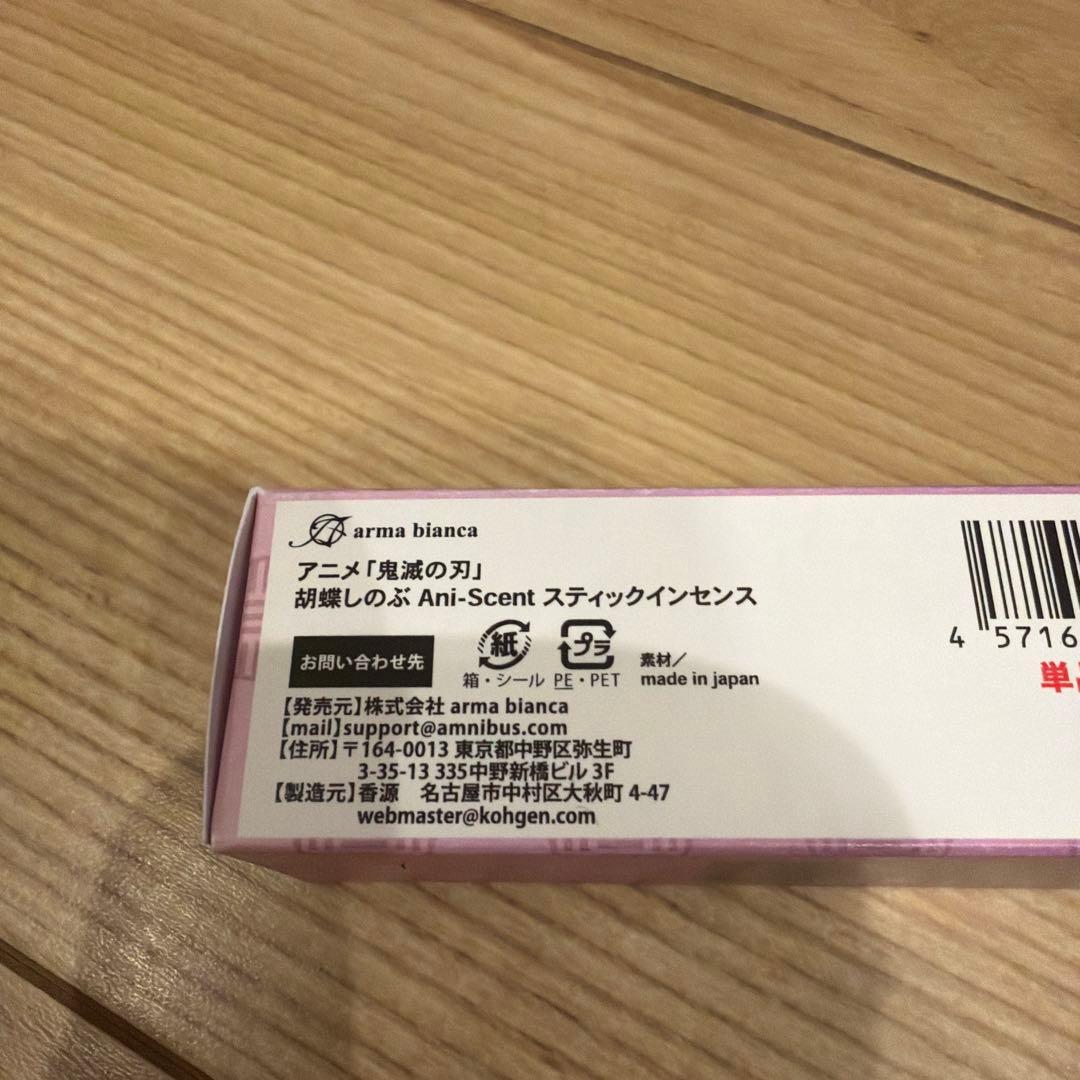 arma bianca
アニメ「鬼滅の刃」
胡蝶しのぶ Ani-Scent スティックインセンス
お問い合わせ先
紙
箱・シール
プラ
PE・PET
素材/
made in japan
【発売元】株式会社 arma bianca
【mail】support@amnibus.com
【住所】〒164-0013 東京都中野区弥生町
3-35-13 335中野新橋ビル 3F
【製造元】香源 名古屋市中村区大秋町 4-47
webmaster@kohgen.com
4 5716
単